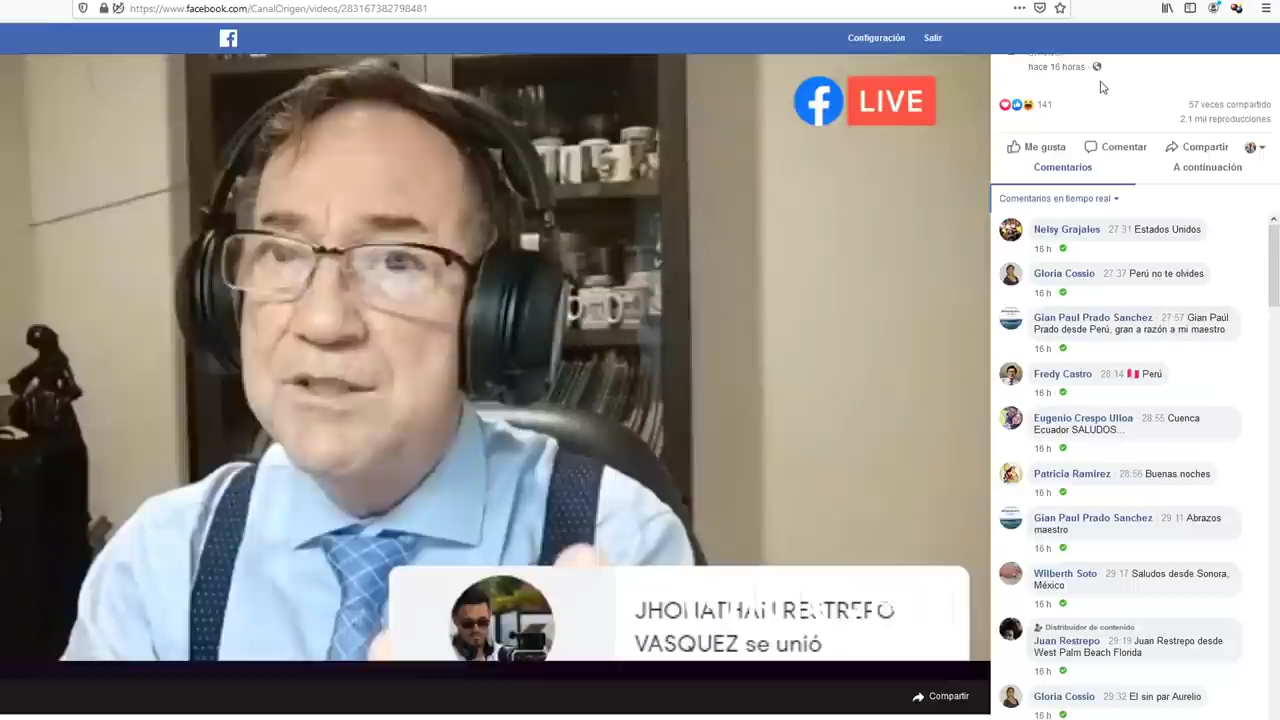 https://www.facebook.com/CanalOrigen/videos/283167382798481
Configuración
Salir
LIVE
JHONATHAN RESTREPO
VASQUEZ se unió
Compartir
hace 16 horas ·
141
57 veces compartido
2.1 mil reproducciones
Me gusta
Comentar
Compartir
Comentarios
A continuación
Comentarios en tiempo real
Nelsy Grajales · 27:31 Estados Unidos
16 h
Gloria Cossio · 27:37 Perú no te olvides
16 h
Gian Paul Prado Sanchez · 27:57 Gian Paúl
Prado desde Perú, gran a razón a mi maestro.
16 h
Fredy Castro · 28:14 🇵🇪 Perú
16 h
Eugenio Crespo Ulloa · 28:55 Cuenca
Ecuador SALUDOS...
16 h
Patricia Ramirez · 28:56 Buenas noches
16 h
Gian Paul Prado Sanchez · 29:11 Abrazos
maestro
16 h
Wilberth Soto · 29:17 Saludos desde Sonora,
México
16 h
Distribuidor de contenido
Juan Restrepo · 29:19 Juan Restrepo desde
West Palm Beach Florida
16 h
Gloria Cossio · 29:32 El sin par Aurelio
16 h